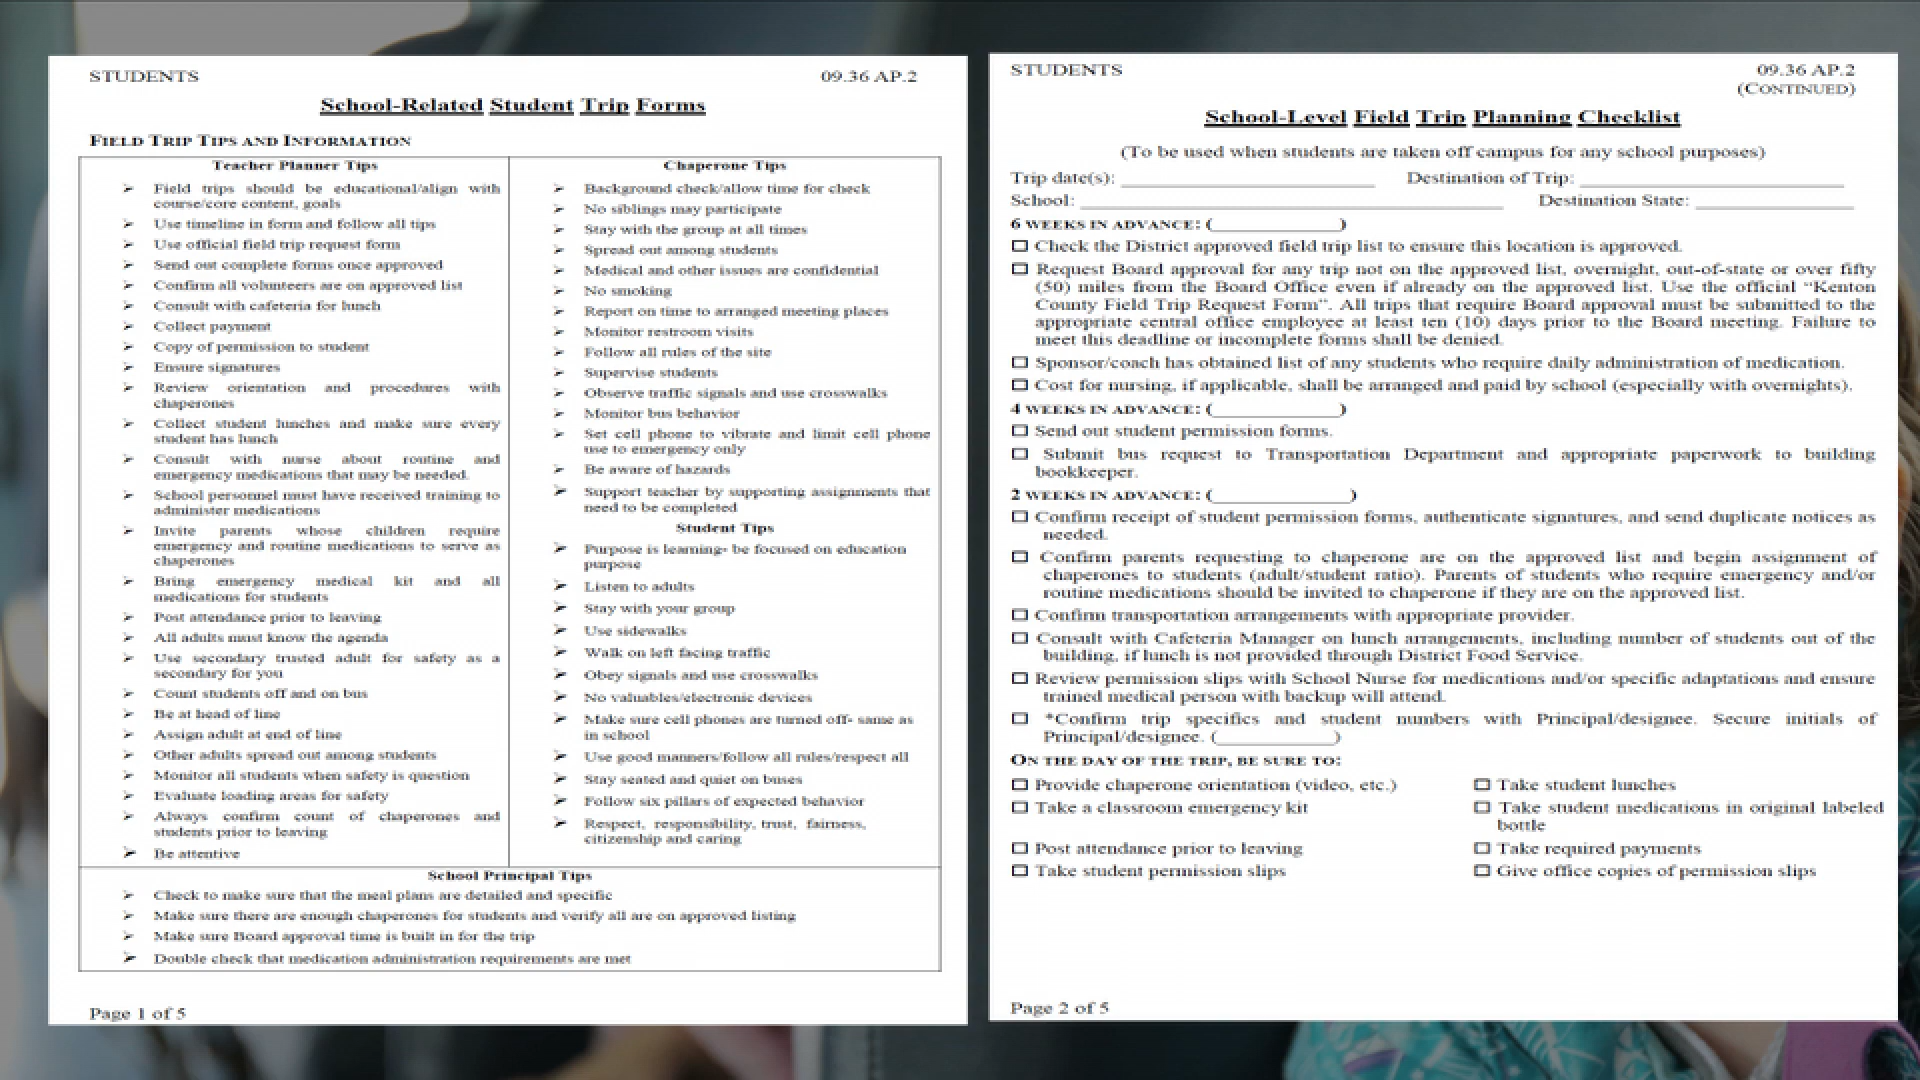 STUDENTS 09.36 AP.2
School-Related Student Trip Forms
FIELD TRIP TIPS AND INFORMATION
Teacher Planner Tips
➢ Field trips should be educational/align with
course/core content, goals
➢ Use timeline in form and follow all tips
➢ Use official field trip request form
➢ Send out complete forms once approved
➢ Confirm all volunteers are on approved list
➢ Consult with cafeteria for lunch
➢ Collect payment
➢ Copy of permission to student
➢ Ensure signatures
➢ Review orientation and procedures with
chaperones
➢ Collect student lunches and make sure every
student has lunch
➢ Consult with nurse about routine and
emergency medications that may be needed.
➢ School personnel must have received training to
administer medications
➢ Invite parents whose children require
emergency and routine medications to serve as
chaperones
➢ Bring emergency medical kit and all
medications for students
➢ Post attendance prior to leaving
➢ All adults must know the agenda
➢ Use secondary trusted adult for safety as a
secondary for you
➢ Count students off and on bus
➢ Be at head of line
➢ Assign adult at end of line
➢ Other adults spread out among students
➢ Monitor all students when safety is question
➢ Evaluate loading areas for safety
➢ Always confirm count of chaperones and
students prior to leaving
➢ Be attentive
Chaperone Tips
➢ Background check/allow time for check
➢ No siblings may participate
➢ Stay with the group at all times
➢ Spread out among students
➢ Medical and other issues are confidential
➢ No smoking
➢ Report on time to arranged meeting places
➢ Monitor restroom visits
➢ Follow all rules of the site
➢ Supervise students
➢ Observe traffic signals and use crosswalks
➢ Monitor bus behavior
➢ Set cell phone to vibrate and limit cell phone
use to emergency only
➢ Be aware of hazards
➢ Support teacher by supporting assignments that
need to be completed
Student Tips
➢ Purpose is learning- be focused on education
purpose
➢ Listen to adults
➢ Stay with your group
➢ Use sidewalks
➢ Walk on left facing traffic
➢ Obey signals and use crosswalks
➢ No valuables/electronic devices
➢ Make sure cell phones are turned off- same as
in school
➢ Use good manners/follow all rules/respect all
➢ Stay seated and quiet on buses
➢ Follow six pillars of expected behavior
➢ Respect, responsibility, trust, fairness,
citizenship and caring
School Principal Tips
➢ Check to make sure that the meal plans are detailed and specific
➢ Make sure there are enough chaperones for students and verify all are on approved listing
➢ Make sure Board approval time is built in for the trip
➢ Double check that medication administration requirements are met
Page 1 of 5
STUDENTS 09.36 AP.2
(CONTINUED)
School-Level Field Trip Planning Checklist
(To be used when students are taken off campus for any school purposes)
Trip date(s): ____________________ Destination of Trip: ____________________
School: ____________________ Destination State: ____________________
6 WEEKS IN ADVANCE: (____________)
☐ Check the District approved field trip list to ensure this location is approved.
☐ Request Board approval for any trip not on the approved list, overnight, out-of-state or over fifty
(50) miles from the Board Office even if already on the approved list. Use the official “Kenton
County Field Trip Request Form”. All trips that require Board approval must be submitted to the
appropriate central office employee at least ten (10) days prior to the Board meeting. Failure to
meet this deadline or incomplete forms shall be denied.
☐ Sponsor/coach has obtained list of any students who require daily administration of medication.
☐ Cost for nursing, if applicable, shall be arranged and paid by school (especially with overnights).
4 WEEKS IN ADVANCE: (____________)
☐ Send out student permission forms.
☐ Submit bus request to Transportation Department and appropriate paperwork to building
bookkeeper.
2 WEEKS IN ADVANCE: (____________)
☐ Confirm receipt of student permission forms, authenticate signatures, and send duplicate notices as
needed.
☐ Confirm parents requesting to chaperone are on the approved list and begin assignment of
chaperones to students (adult/student ratio). Parents of students who require emergency and/or
routine medications should be invited to chaperone if they are on the approved list.
☐ Confirm transportation arrangements with appropriate provider.
☐ Consult with Cafeteria Manager on lunch arrangements, including number of students out of the
building, if lunch is not provided through District Food Service.
☐ Review permission slips with School Nurse for medications and/or specific adaptations and ensure
trained medical person with backup will attend.
☐ *Confirm trip specifics and student numbers with Principal/designee. Secure initials of
Principal/designee. (____________)
ON THE DAY OF THE TRIP, BE SURE TO:
☐ Provide chaperone orientation (video, etc.) ☐ Take student lunches
☐ Take a classroom emergency kit ☐ Take student medications in original labeled
bottle
☐ Post attendance prior to leaving ☐ Take required payments
☐ Take student permission slips ☐ Give office copies of permission slips
Page 2 of 5